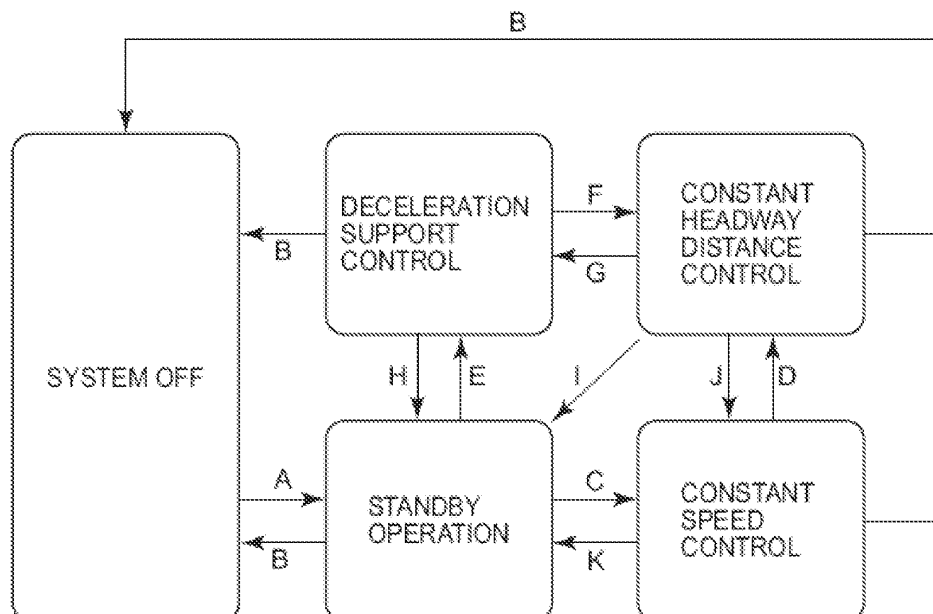 B
DECELERATION
SUPPORT
CONTROL
F
CONSTANT
HEADWAY
DISTANCE
CONTROL
B
G
SYSTEM OFF
H
E
I
J
D
A
STANDBY
OPERATION
C
CONSTANT
SPEED
CONTROL
B
K